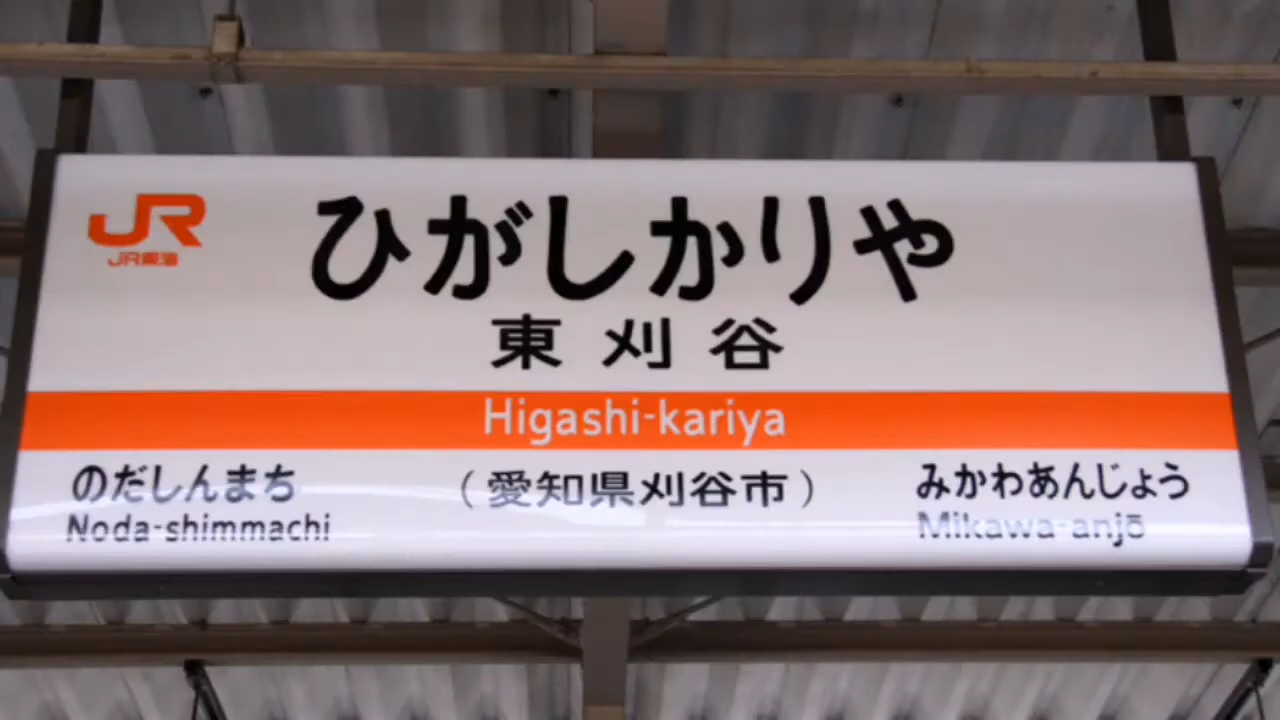 JR
JR東海
ひがしかりや
東刈谷
Higashi-kariya
のだしんまち
Noda-shimmachi
(愛知県刈谷市)
みかわあんじょう
Mikawa-anjō